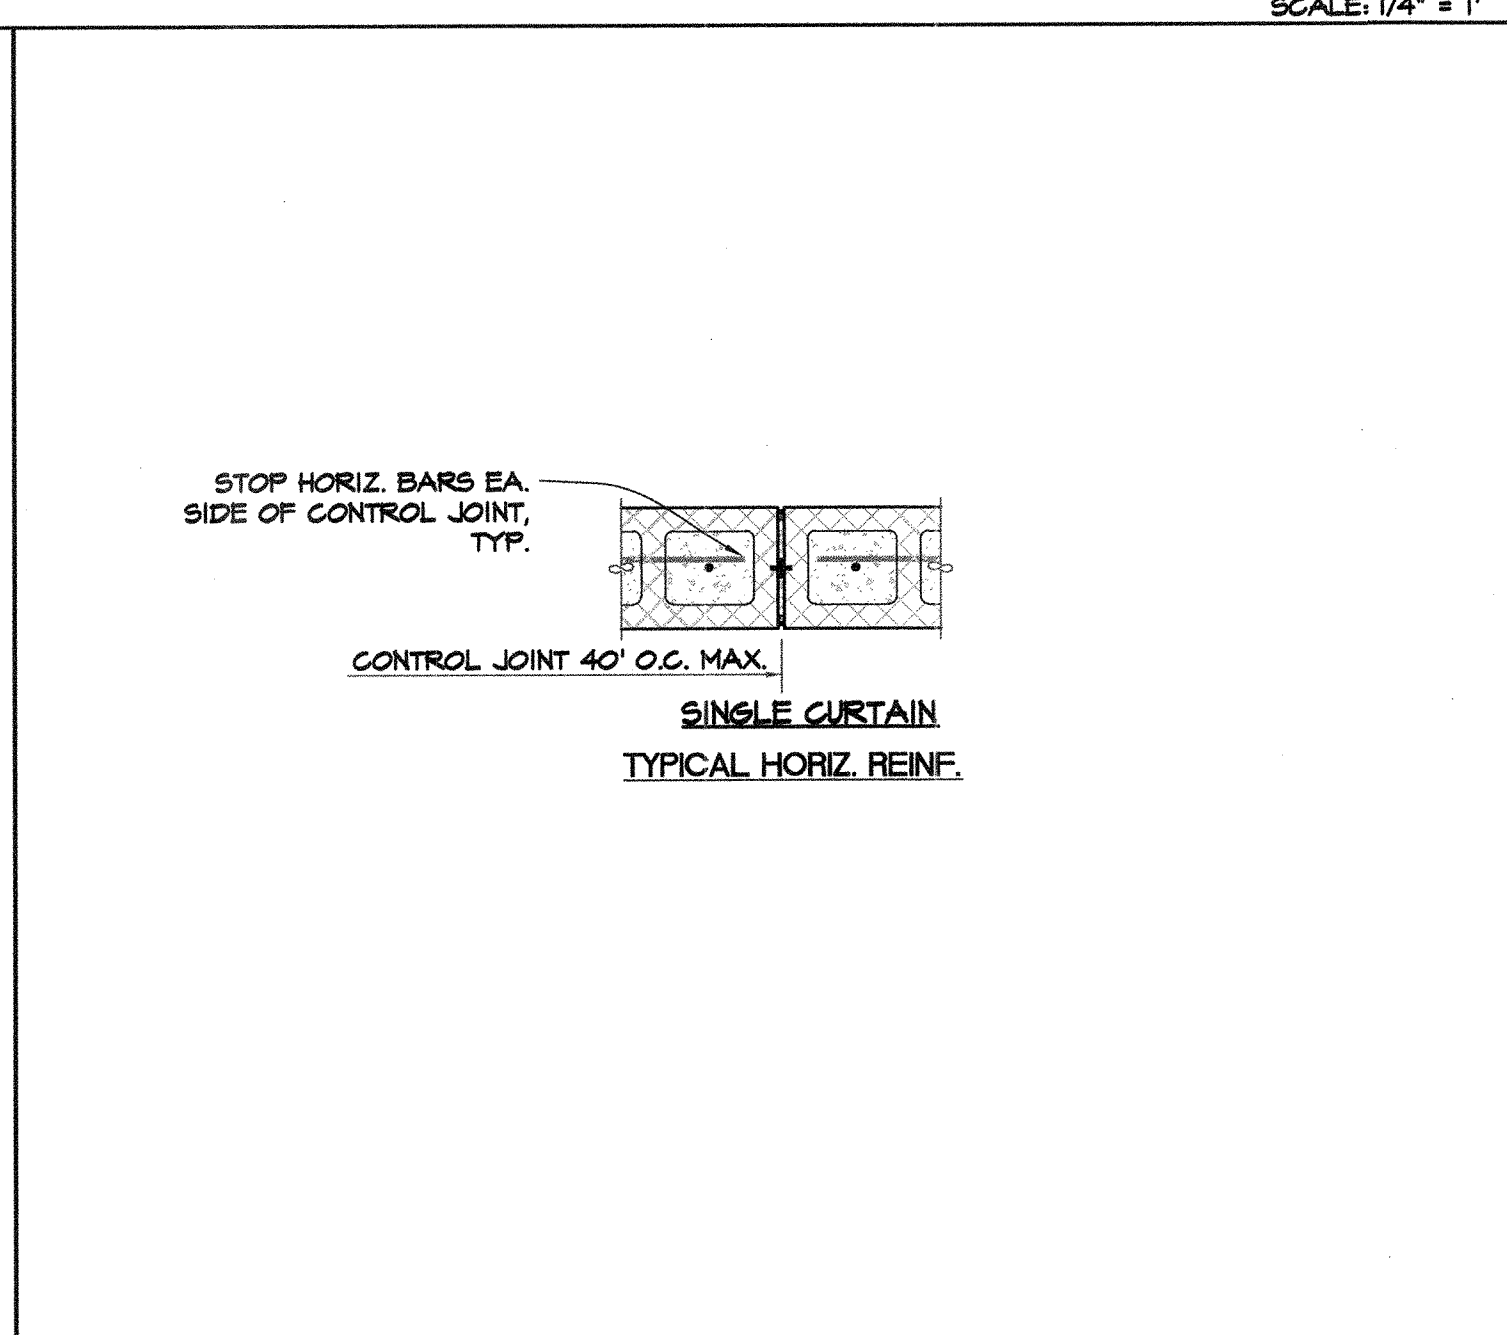 SCALE: 1/4" = 1'
STOP HORIZ. BARS EA.
SIDE OF CONTROL JOINT,
TYP.
CONTROL JOINT 40' O.C. MAX.
SINGLE CURTAIN
TYPICAL HORIZ. REINF.